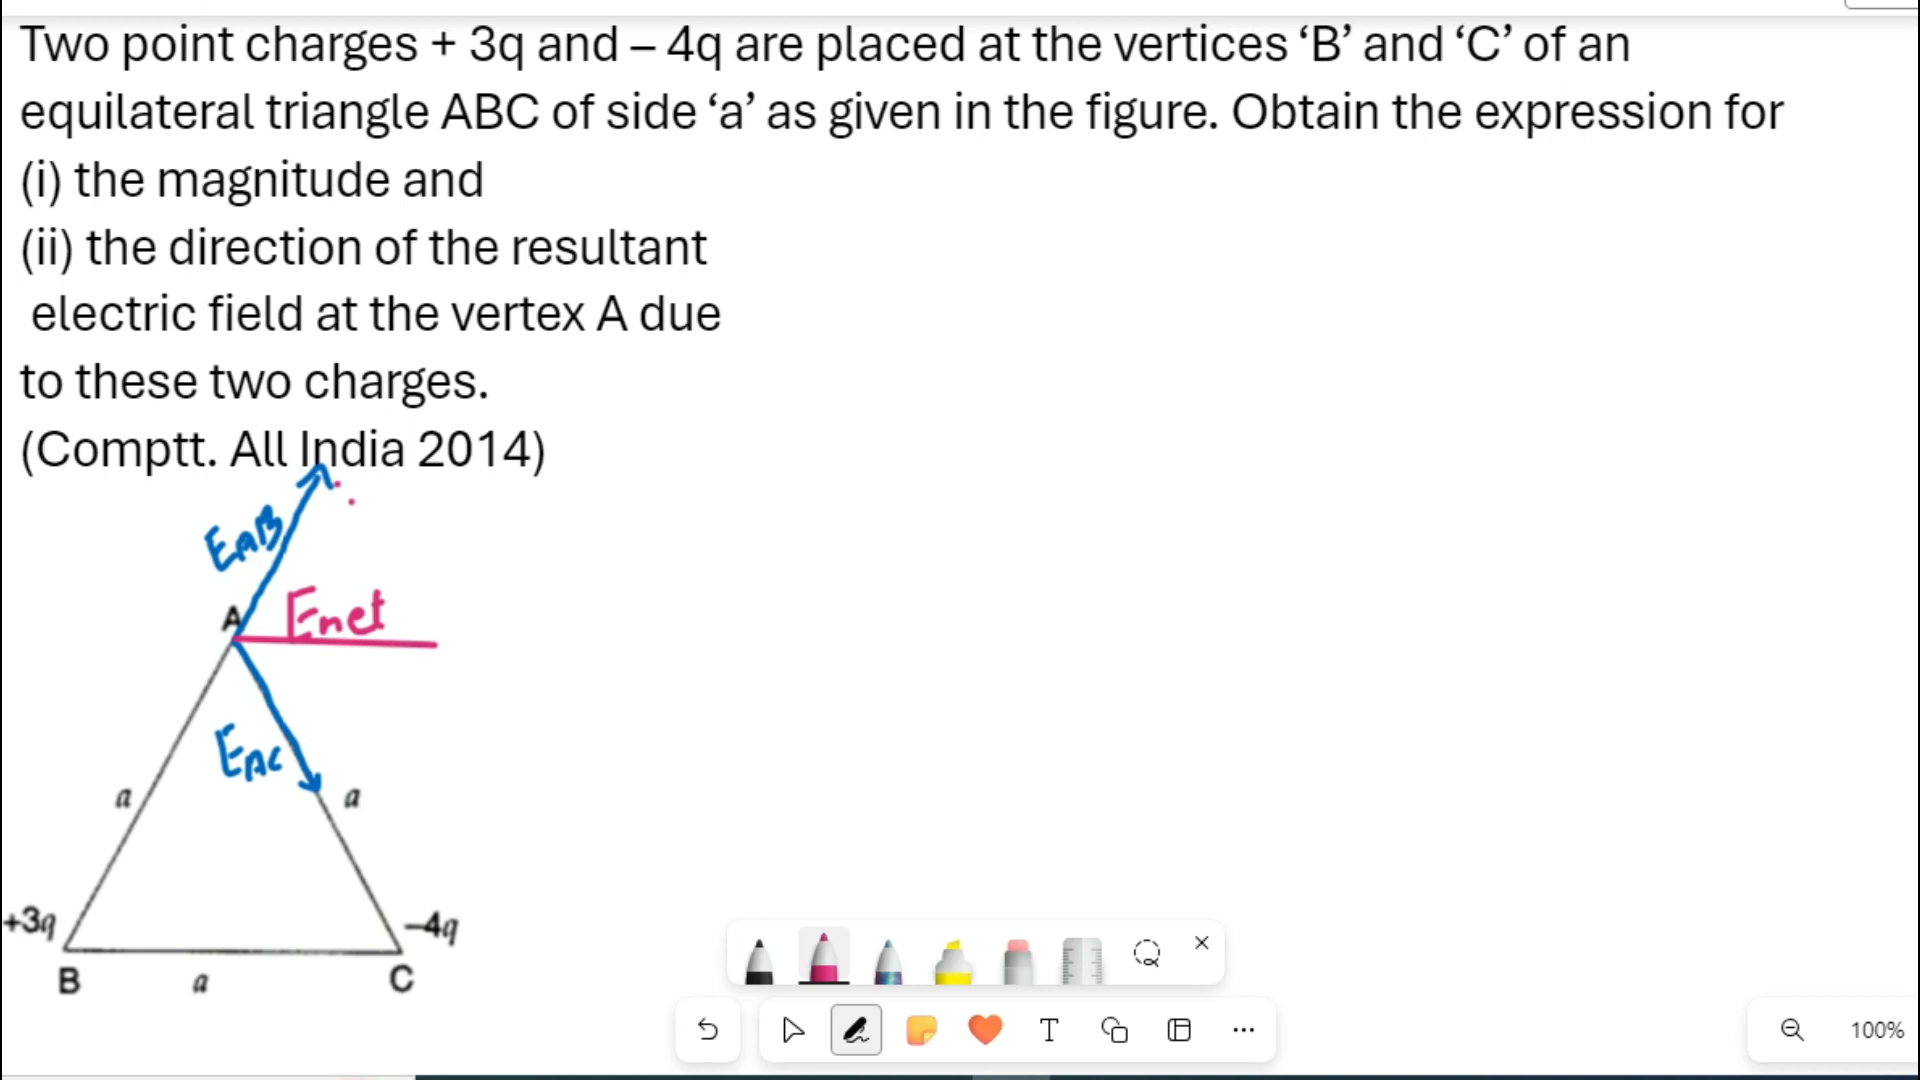 Two point charges + 3q and – 4q are placed at the vertices ‘B’ and ‘C’ of an
equilateral triangle ABC of side ‘a’ as given in the figure. Obtain the expression for
(i) the magnitude and
(ii) the direction of the resultant
electric field at the vertex A due
to these two charges.
(Comptt. All India 2014)
EAB
A
Enet
EAC
a
a
+3q
–4q
B
a
C
T
100%